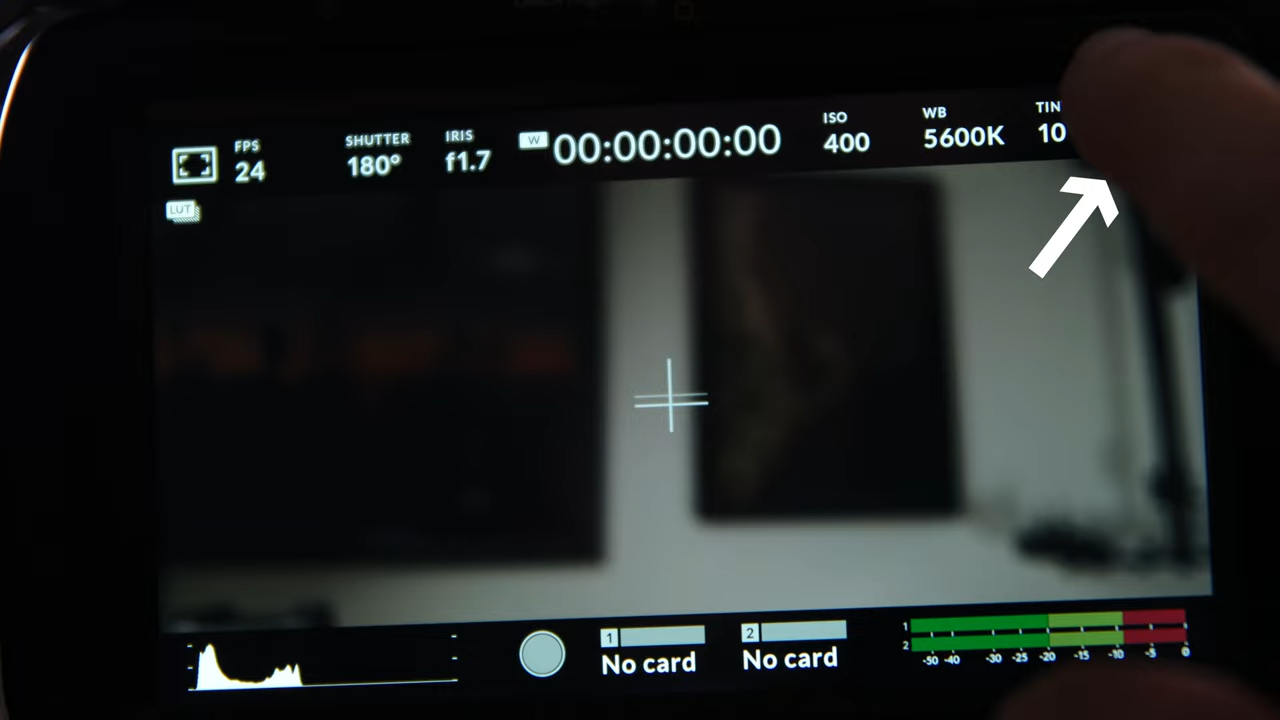 FPS
24
SHUTTER
180°
IRIS
f1.7
W
00:00:00:00
ISO
400
WB
5600K
TIN
10
LUT
1
No card
2
No card
1
2
-50 -40 -30 -25 -20 -15 -10 -5 0